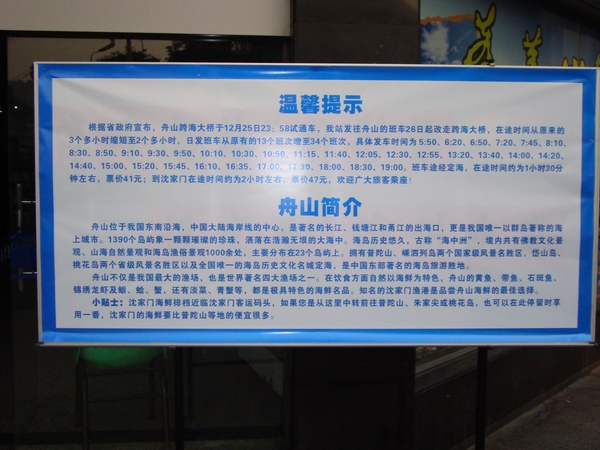 温馨提示
根据省政府宣布，舟山跨海大桥于12月25日23：58试通车，我站发往舟山的班车26日起改走跨海大桥，在途时间从原来的
3个多小时缩短至2个多小时，日发班车从原有的13个班次增至34个班次，具体发车时间为5:50、6:20、6:50、7:20、7:45、8:10、
8:30、8:50、9:10、9:30、9:50、10:10、10:30、10:50、11:15、11:40、12:05、12:30、12:55、13:20、13:40、14:00、14:20、
14:40、15:00、15:20、15:45、16:10、16:35、17:00、17:30、18:00、18:30、19:00。班车途经定海，在途时间约为1小时30分
钟左右，票价41元；到沈家门在途时间约为2小时左右，票价47元，欢迎广大旅客乘座！
舟山简介
舟山位于我国东南沿海，中国大陆海岸线的中心，是著名的长江、钱塘江和甬江的出海口，更是我国唯一以群岛著称的海
上城市。1390个岛屿象一颗颗璀璨的珍珠，洒落在浩瀚无垠的大海中。海岛历史悠久，古称“海中洲”，境内共有佛教文化景
观、山海自然景观和海岛渔俗景观1000余处，主要分布在23个岛屿上。拥有普陀山、嵊泗列岛两个国家级风景名胜区，岱山岛、
桃花岛两个省级风景名胜区以及全国唯一的海岛历史文化名城定海，是中国东部著名的海岛旅游胜地。
舟山不仅是我国最大的渔场，也是世界著名四大渔场之一。在饮食方面自然以海鲜为特色，舟山的黄鱼、带鱼、石斑鱼、
锦绣龙虾及蛎、蛤、蟹，还有淡菜、青蟹等，都是极具特色的海鲜名品。知名的沈家门渔港是品尝舟山海鲜的最佳选择。
小贴士：沈家门海鲜排档近临沈家门客运码头，如果您是从这里中转前往普陀山、朱家尖或桃花岛，也可以在此停留时享
用一番，沈家门的海鲜要比普陀山等地的便宜很多。